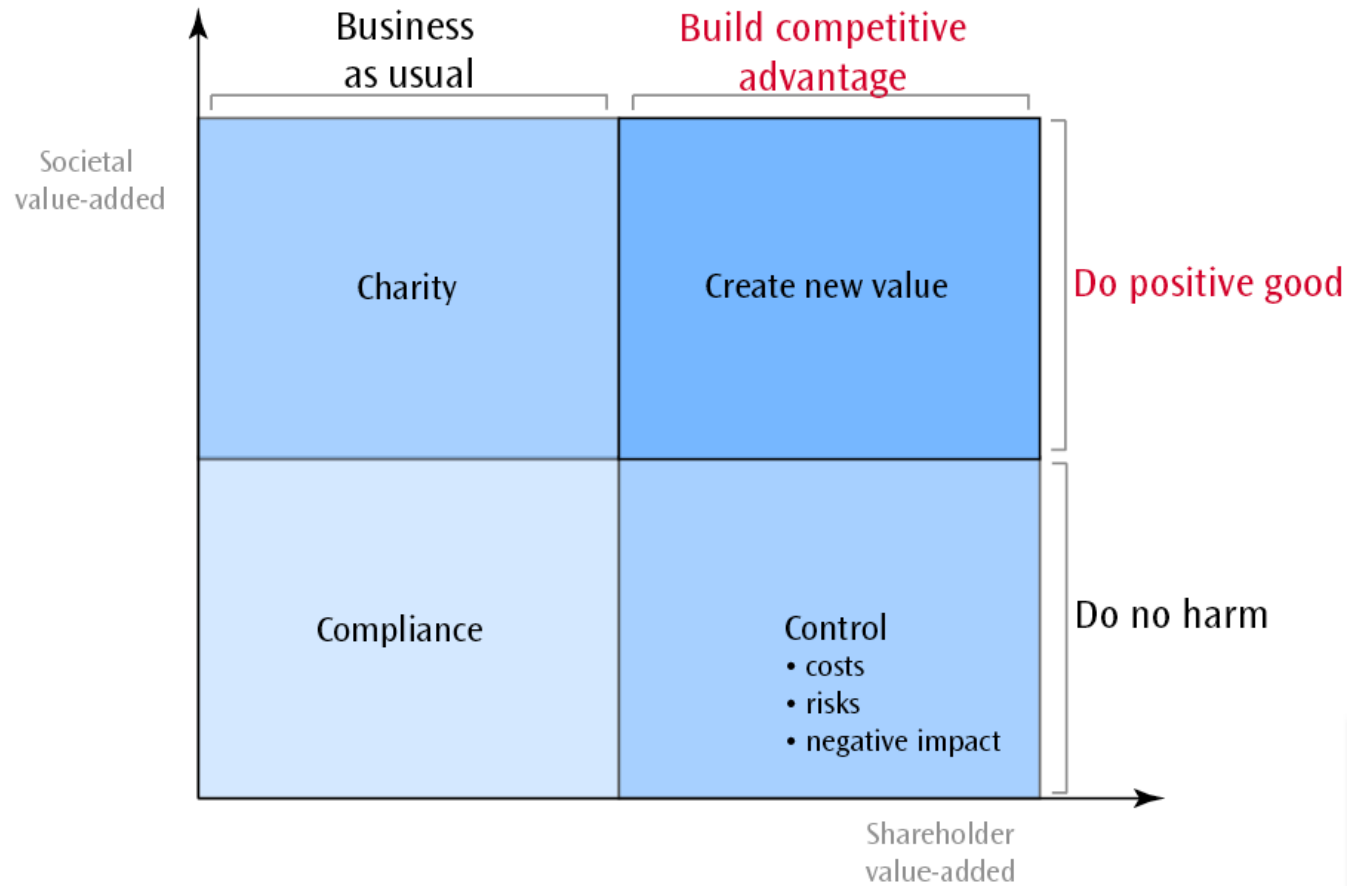 Business
as usual
Build competitive
advantage
Societal
value-added
Charity
Create new value
Do positive good
Compliance
Control
• costs
• risks
• negative impact
Do no harm
Shareholder
value-added